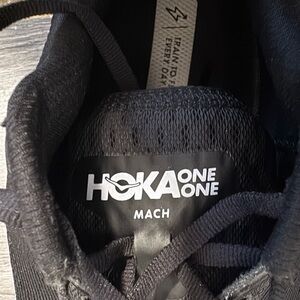 TRAIN TO
EVERY DAY
HOKA ONE
ONE
MACH